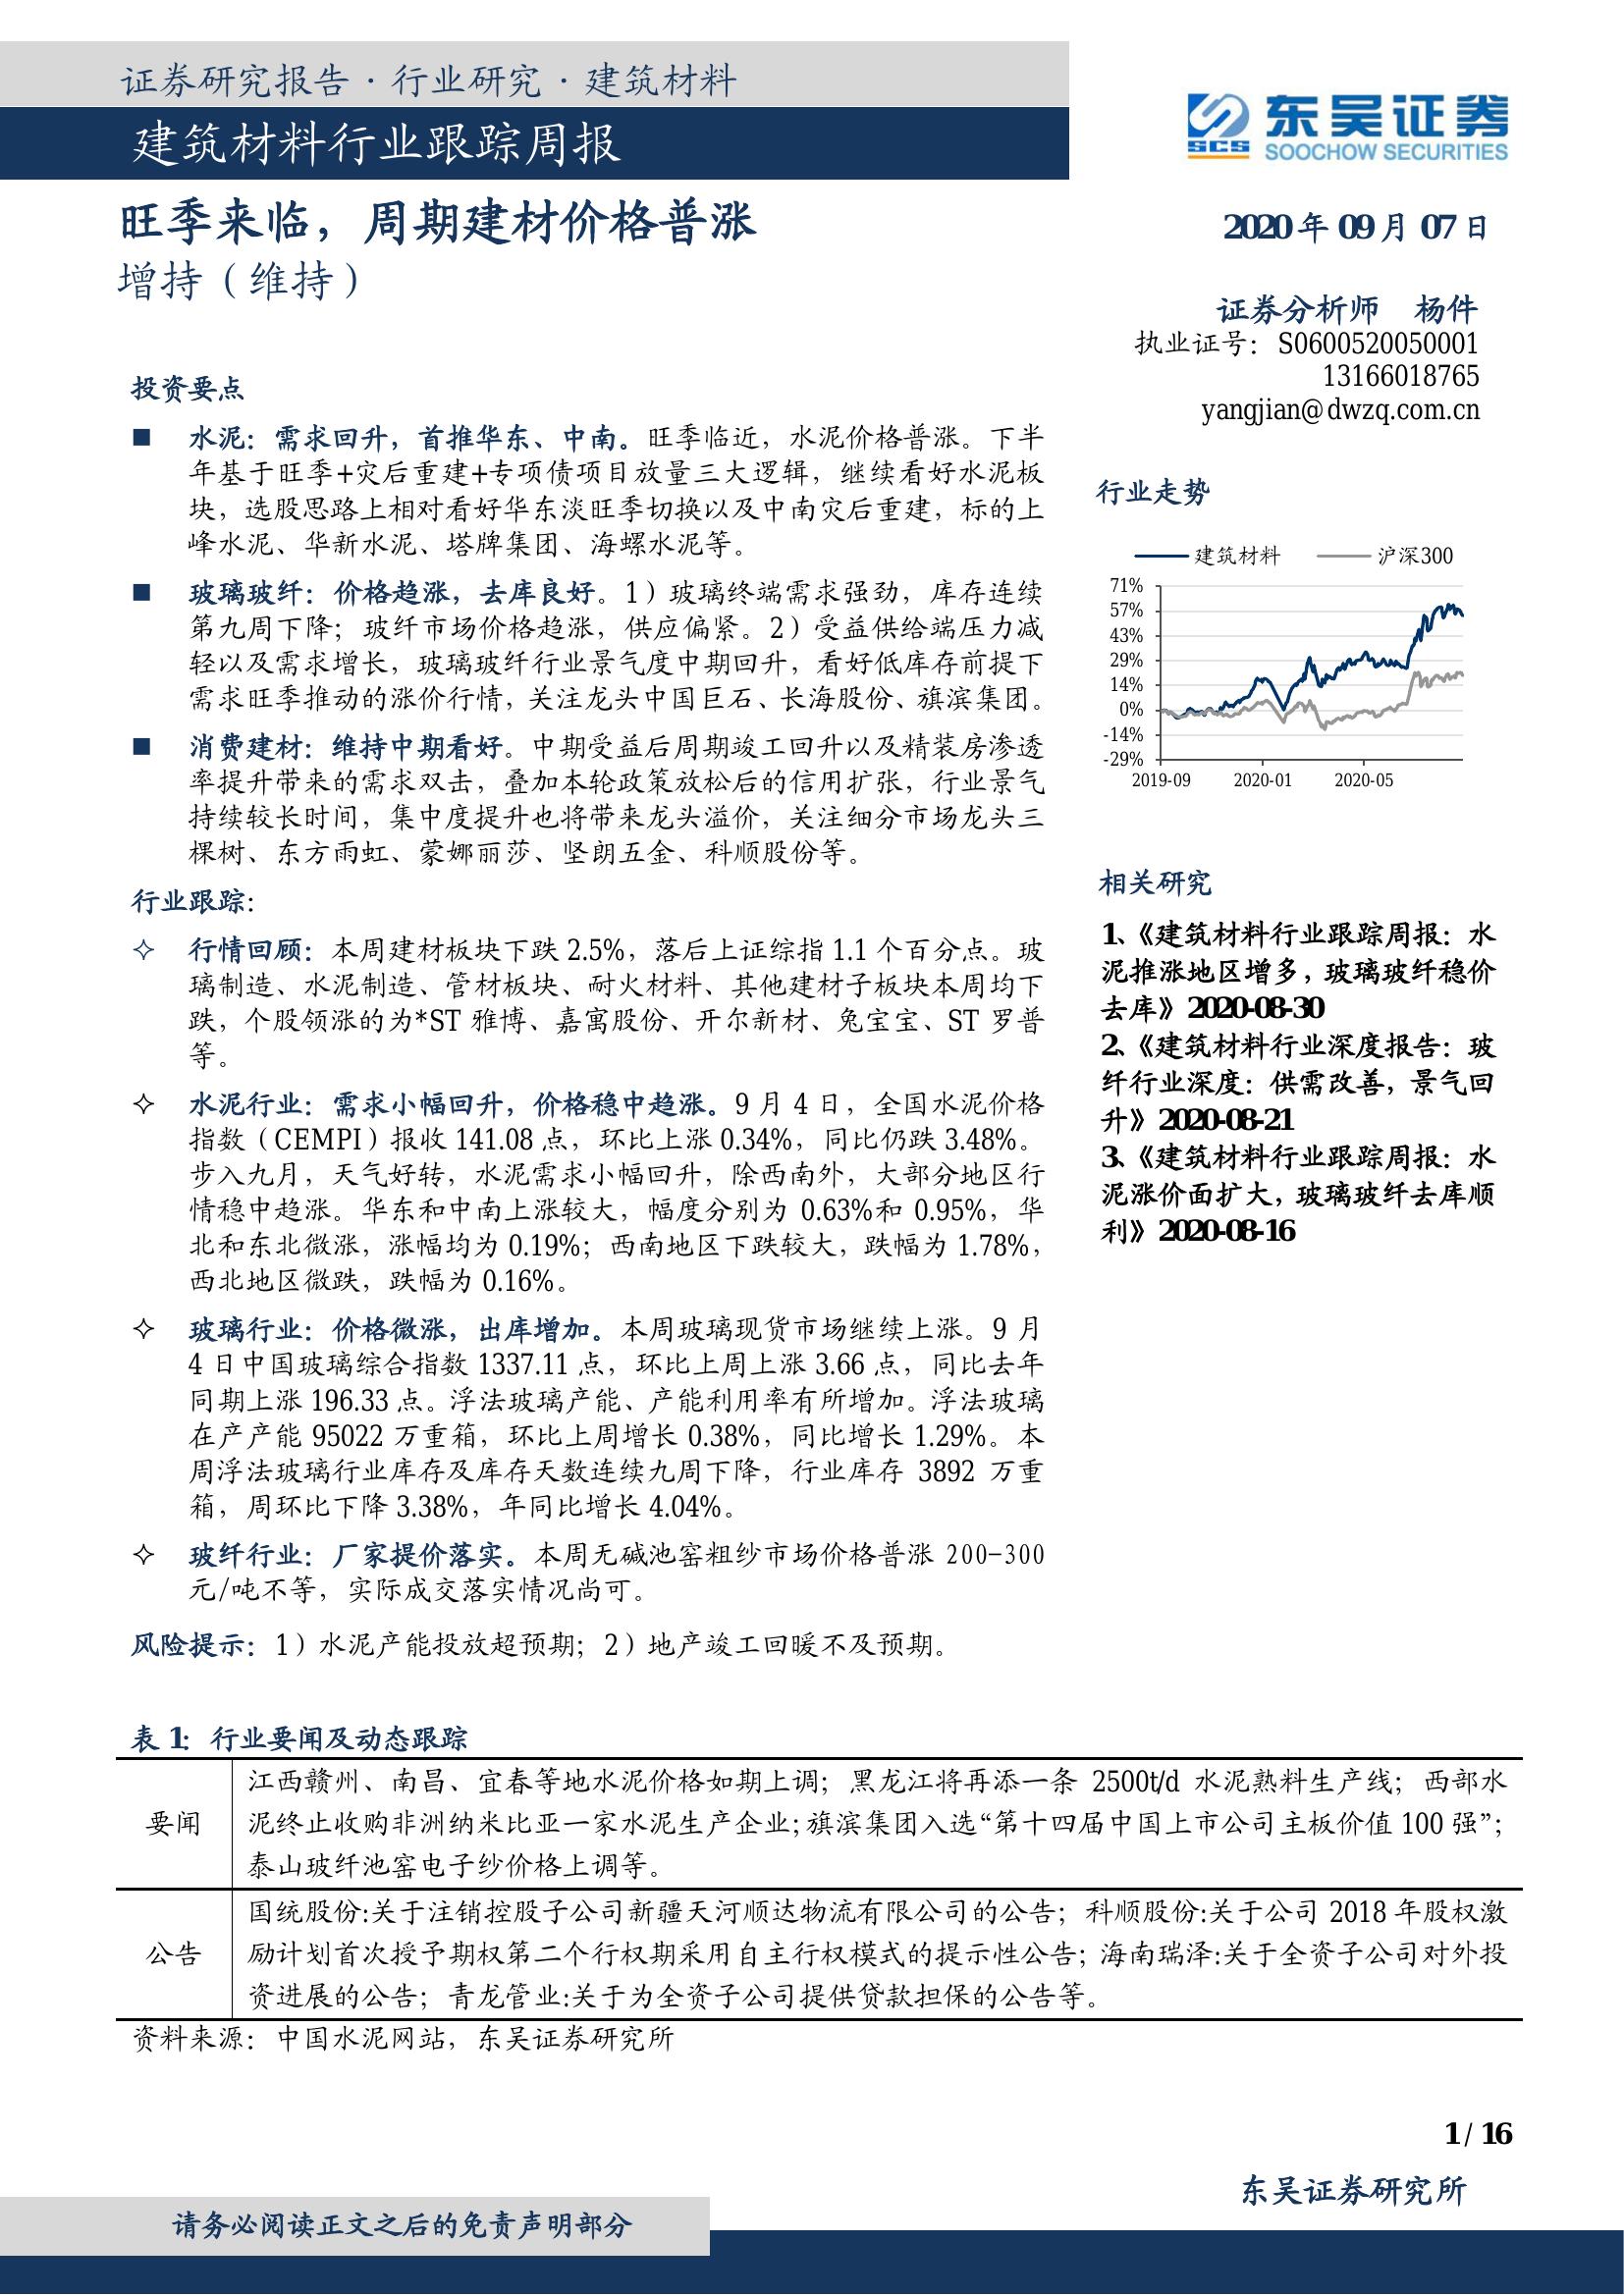 证券研究报告 · 行业研究 · 建筑材料
建筑材料行业跟踪周报
旺季来临，周期建材价格普涨
增持（维持）
投资要点
■ 水泥：需求回升，首推华东、中南。旺季临近，水泥价格普涨。下半
年基于旺季+灾后重建+专项债项目放量三大逻辑，继续看好水泥板
块，选股思路上相对看好华东淡旺季切换以及中南灾后重建，标的上
峰水泥、华新水泥、塔牌集团、海螺水泥等。
■ 玻璃玻纤：价格趋涨，去库良好。1）玻璃终端需求强劲，库存连续
第九周下降；玻纤市场价格趋涨，供应偏紧。2）受益供给端压力减
轻以及需求增长，玻璃玻纤行业景气度中期回升，看好低库存前提下
需求旺季推动的涨价行情，关注龙头中国巨石、长海股份、旗滨集团。
■ 消费建材：维持中期看好。中期受益后周期竣工回升以及精装房渗透
率提升带来的需求双击，叠加本轮政策放松后的信用扩张，行业景气
持续较长时间，集中度提升也将带来龙头溢价，关注细分市场龙头三
棵树、东方雨虹、蒙娜丽莎、坚朗五金、科顺股份等。
行业跟踪：
✧ 行情回顾：本周建材板块下跌 2.5%，落后上证综指 1.1 个百分点。玻
璃制造、水泥制造、管材板块、耐火材料、其他建材子板块本周均下
跌，个股领涨的为*ST 雅博、嘉寓股份、开尔新材、兔宝宝、ST 罗普
等。
✧ 水泥行业：需求小幅回升，价格稳中趋涨。9 月 4 日，全国水泥价格
指数（CEMPI）报收 141.08 点，环比上涨 0.34%，同比仍跌 3.48%。
步入九月，天气好转，水泥需求小幅回升，除西南外，大部分地区行
情稳中趋涨。华东和中南上涨较大，幅度分别为 0.63%和 0.95%，华
北和东北微涨，涨幅均为 0.19%；西南地区下跌较大，跌幅为 1.78%，
西北地区微跌，跌幅为 0.16%。
✧ 玻璃行业：价格微涨，出库增加。本周玻璃现货市场继续上涨。9 月
4 日中国玻璃综合指数 1337.11 点，环比上周上涨 3.66 点，同比去年
同期上涨 196.33 点。浮法玻璃产能、产能利用率有所增加。浮法玻璃
在产产能 95022 万重箱，环比上周增长 0.38%，同比增长 1.29%。本
周浮法玻璃行业库存及库存天数连续九周下降，行业库存 3892 万重
箱，周环比下降 3.38%，年同比增长 4.04%。
✧ 玻纤行业：厂家提价落实。本周无碱池窑粗纱市场价格普涨 200-300
元/吨不等，实际成交落实情况尚可。
风险提示：1）水泥产能投放超预期；2）地产竣工回暖不及预期。
SCS 东吴证券
SOOCHOW SECURITIES
2020 年 09 月 07 日
证券分析师 杨件
执业证号：S0600520050001
13166018765
yangjian@dwzq.com.cn
行业走势
建筑材料 沪深300
71%
57%
43%
29%
14%
0%
-14%
-29%
2019-09 2020-01 2020-05
相关研究
1、《建筑材料行业跟踪周报：水
泥推涨地区增多，玻璃玻纤稳价
去库》2020-08-30
2、《建筑材料行业深度报告：玻
纤行业深度：供需改善，景气回
升》2020-08-21
3、《建筑材料行业跟踪周报：水
泥涨价面扩大，玻璃玻纤去库顺
利》2020-08-16
表 1：行业要闻及动态跟踪
要闻
江西赣州、南昌、宜春等地水泥价格如期上调；黑龙江将再添一条 2500t/d 水泥熟料生产线；西部水
泥终止收购非洲纳米比亚一家水泥生产企业；旗滨集团入选“第十四届中国上市公司主板价值 100 强”；
泰山玻纤池窑电子纱价格上调等。
公告
国统股份:关于注销控股子公司新疆天河顺达物流有限公司的公告；科顺股份:关于公司 2018 年股权激
励计划首次授予期权第二个行权期采用自主行权模式的提示性公告；海南瑞泽:关于全资子公司对外投
资进展的公告；青龙管业:关于为全资子公司提供贷款担保的公告等。
资料来源：中国水泥网站，东吴证券研究所
1 / 16
东吴证券研究所
请务必阅读正文之后的免责声明部分